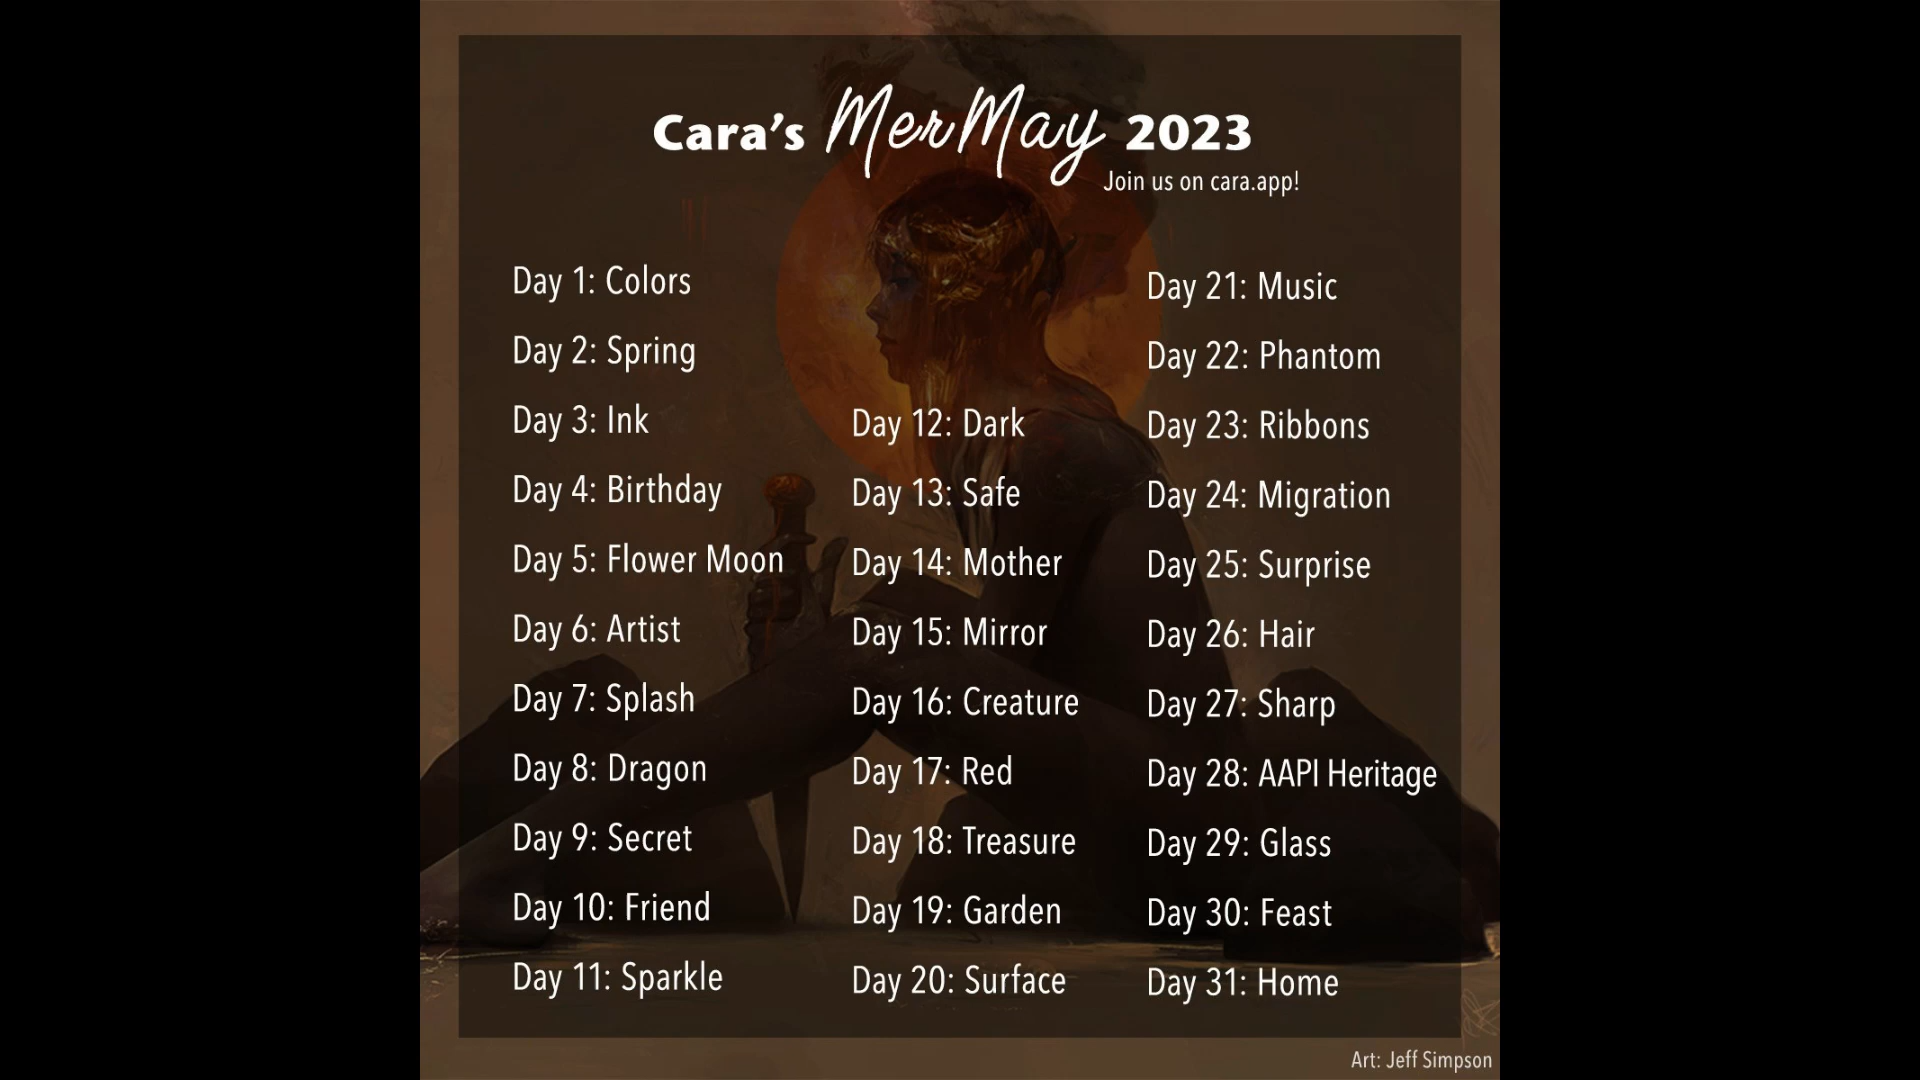 Cara's MerMay 2023
Join us on cara.app!
Day 1: Colors
Day 2: Spring
Day 3: Ink
Day 4: Birthday
Day 5: Flower Moon
Day 6: Artist
Day 7: Splash
Day 8: Dragon
Day 9: Secret
Day 10: Friend
Day 11: Sparkle
Day 12: Dark
Day 13: Safe
Day 14: Mother
Day 15: Mirror
Day 16: Creature
Day 17: Red
Day 18: Treasure
Day 19: Garden
Day 20: Surface
Day 21: Music
Day 22: Phantom
Day 23: Ribbons
Day 24: Migration
Day 25: Surprise
Day 26: Hair
Day 27: Sharp
Day 28: AAPI Heritage
Day 29: Glass
Day 30: Feast
Day 31: Home
Art: Jeff Simpson